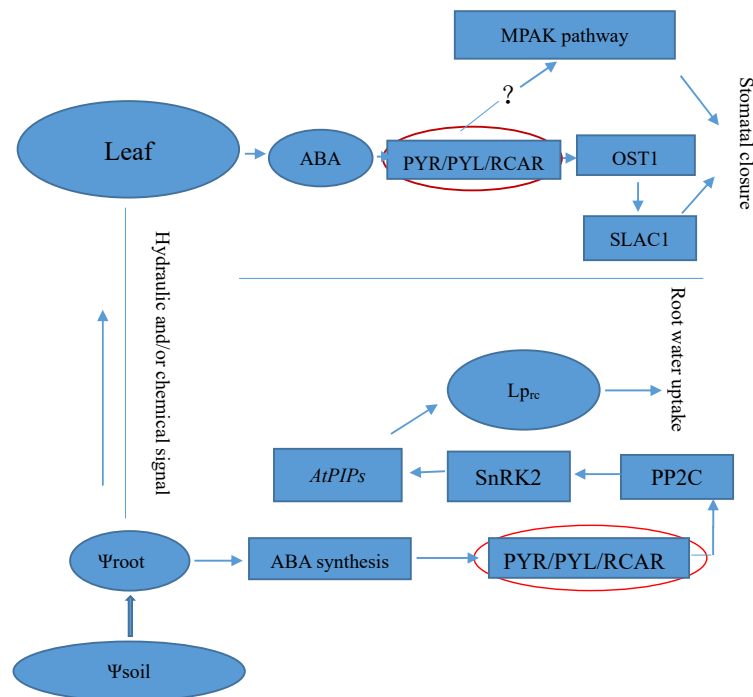 MPAK pathway
?
Leaf
ABA
PYR/PYL/RCAR
OST1
SLAC1
Stomatal closure
Hydraulic and/or chemical signal
Root water uptake
Lprc
AtPIPs
SnRK2
PP2C
Ψroot
ABA synthesis
PYR/PYL/RCAR
Ψsoil